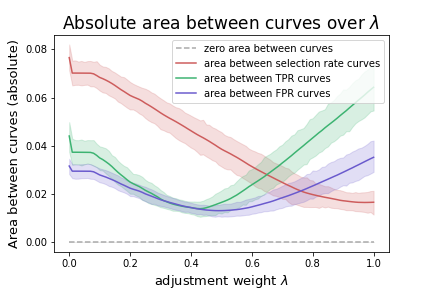 Absolute area between curves over λ
Area between curves (absolute)
0.08
0.06
0.04
0.02
0.00
zero area between curves
area between selection rate curves
area between TPR curves
area between FPR curves
0.0 0.2 0.4 0.6 0.8 1.0
adjustment weight λ